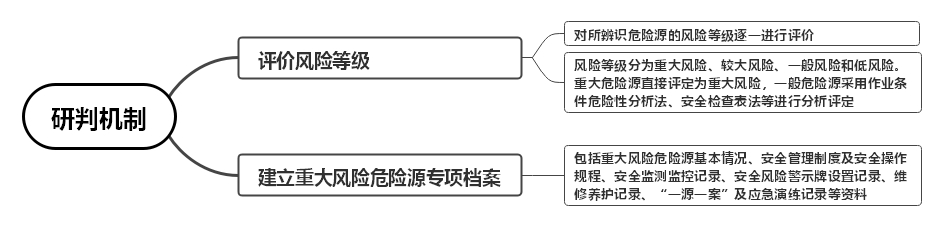 研判机制
评价风险等级
对所辨识危险源的风险等级逐一进行评价
风险等级分为重大风险、较大风险、一般风险和低风险。
重大危险源直接评定为重大风险，一般危险源采用作业条
件危险性分析法、安全检查表法等进行分析评定
建立重大风险危险源专项档案
包括重大风险危险源基本情况、安全管理制度及安全操作
规程、安全监测监控记录、安全风险警示牌设置记录、维
修养护记录、“一源一案”及应急演练记录等资料